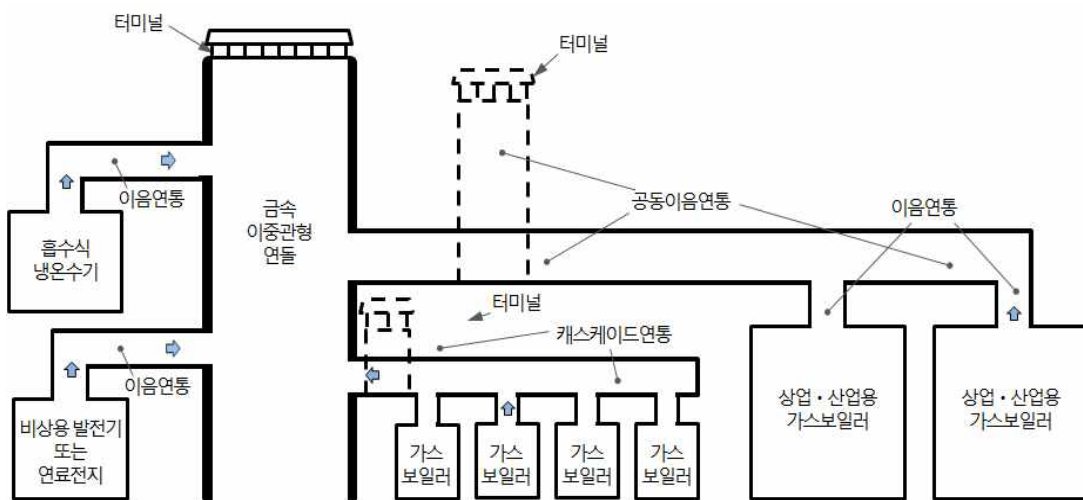 터미널
터미널
이음연통
공동이음연통
이음연통
금속
이중관형
연돌
흡수식
냉온수기
터미널
캐스케이드연통
이음연통
상업・산업용
가스보일러
상업・산업용
가스보일러
비상용 발전기
또는
연료전지
가스
보일러
가스
보일러
가스
보일러
가스
보일러